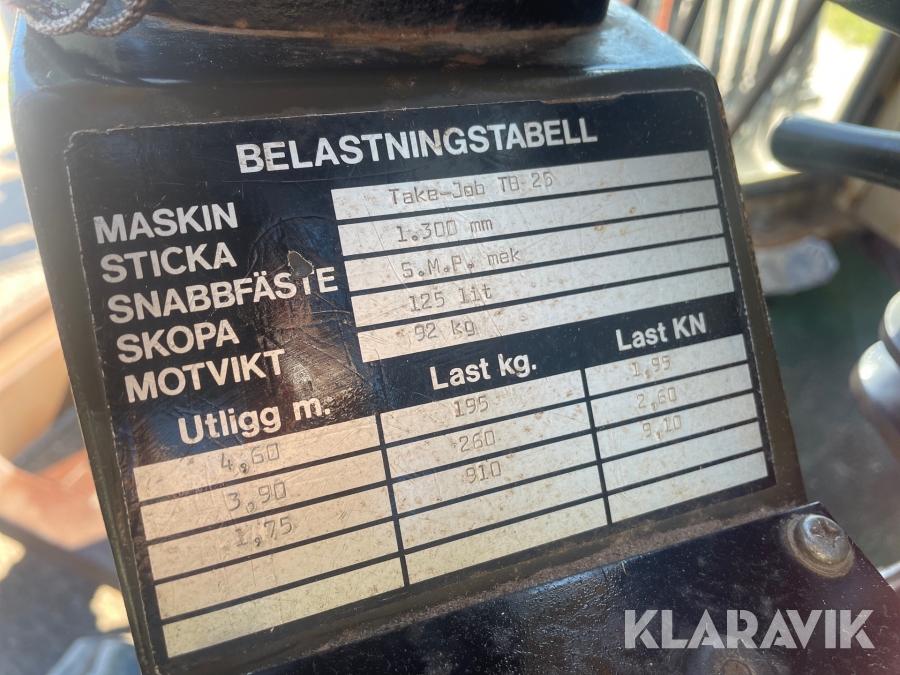 KLARAVIK
BELASTNINGSTABELL
MASKIN Take-Job TB 25
STICKA 1.300 mm
SNABBFÄSTE S.M.P. mek
SKOPA 125 lit
MOTVIKT 92 kg
Utligg m. Last kg. Last KN
4,60 195 1,95
3,90 260 2,60
1,75 910 9,10
KLARAVIK